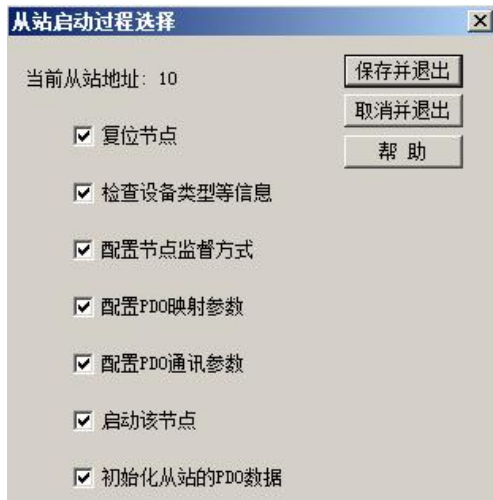 从站启动过程选择
当前从站地址: 10
保存并退出
取消并退出
帮 助
复位节点
检查设备类型等信息
配置节点监督方式
配置PDO映射参数
配置PDO通讯参数
启动该节点
初始化从站的PDO数据